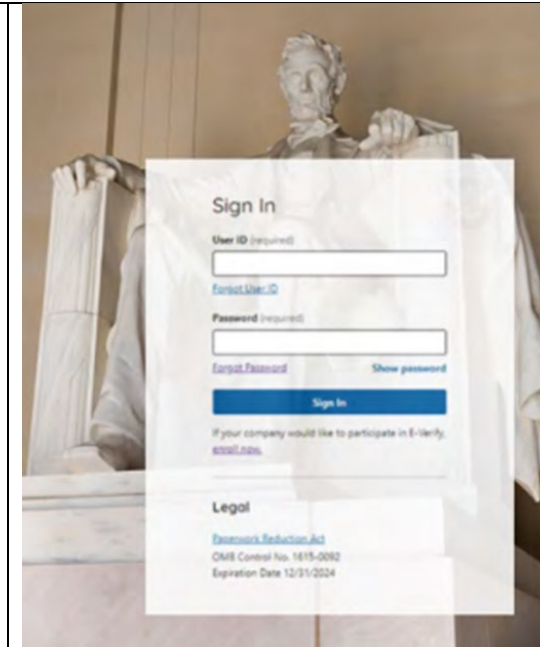 Sign In
User ID (required)
Forgot User ID
Password (required)
Forgot Password Show password
Sign In
If your company would like to participate in E-Verify,
enroll now.
Legal
Paperwork Reduction Act
OMB Control No. 1615-0092
Expiration Date 12/31/2024